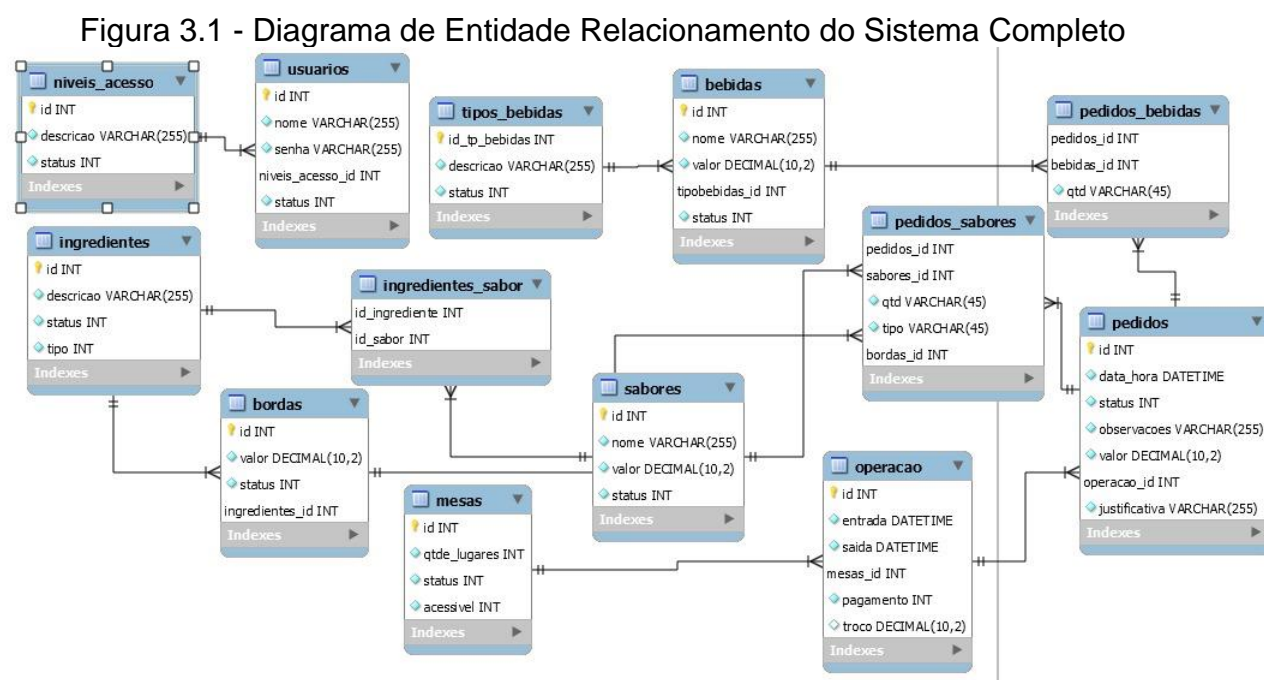 Figura 3.1 - Diagrama de Entidade Relacionamento do Sistema Completo
niveis_acesso
id INT
descricao VARCHAR(255)
status INT
Indexes
usuarios
id INT
nome VARCHAR(255)
senha VARCHAR(255)
niveis_acesso_id INT
status INT
Indexes
tipos_bebidas
id_tp_bebidas INT
descricao VARCHAR(255)
status INT
Indexes
bebidas
id INT
nome VARCHAR(255)
valor DECIMAL(10,2)
tipobebidas_id INT
status INT
Indexes
pedidos_bebidas
pedidos_id INT
bebidas_id INT
qtd VARCHAR(45)
Indexes
ingredientes
id INT
descricao VARCHAR(255)
status INT
tipo INT
Indexes
ingredientes_sabor
id_ingrediente INT
id_sabor INT
Indexes
pedidos_sabores
pedidos_id INT
sabores_id INT
qtd VARCHAR(45)
tipo VARCHAR(45)
bordas_id INT
Indexes
pedidos
id INT
data_hora DATETIME
status INT
observacoes VARCHAR(255)
valor DECIMAL(10,2)
operacao_id INT
justificativa VARCHAR(255)
Indexes
bordas
id INT
valor DECIMAL(10,2)
status INT
ingredientes_id INT
Indexes
sabores
id INT
nome VARCHAR(255)
valor DECIMAL(10,2)
status INT
Indexes
mesas
id INT
qtde_lugares INT
status INT
acessivel INT
Indexes
operacao
id INT
entrada DATETIME
saida DATETIME
mesas_id INT
pagamento INT
troco DECIMAL(10,2)
Indexes